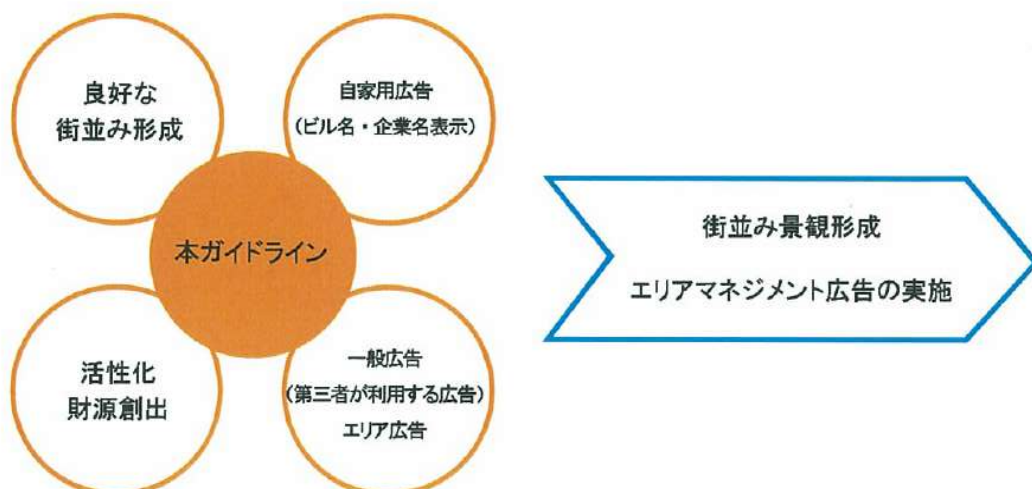 良好な
街並み形成
自家用広告
（ビル名・企業名表示）
本ガイドライン
活性化
財源創出
一般広告
（第三者が利用する広告）
エリア広告
街並み景観形成
エリアマネジメント広告の実施